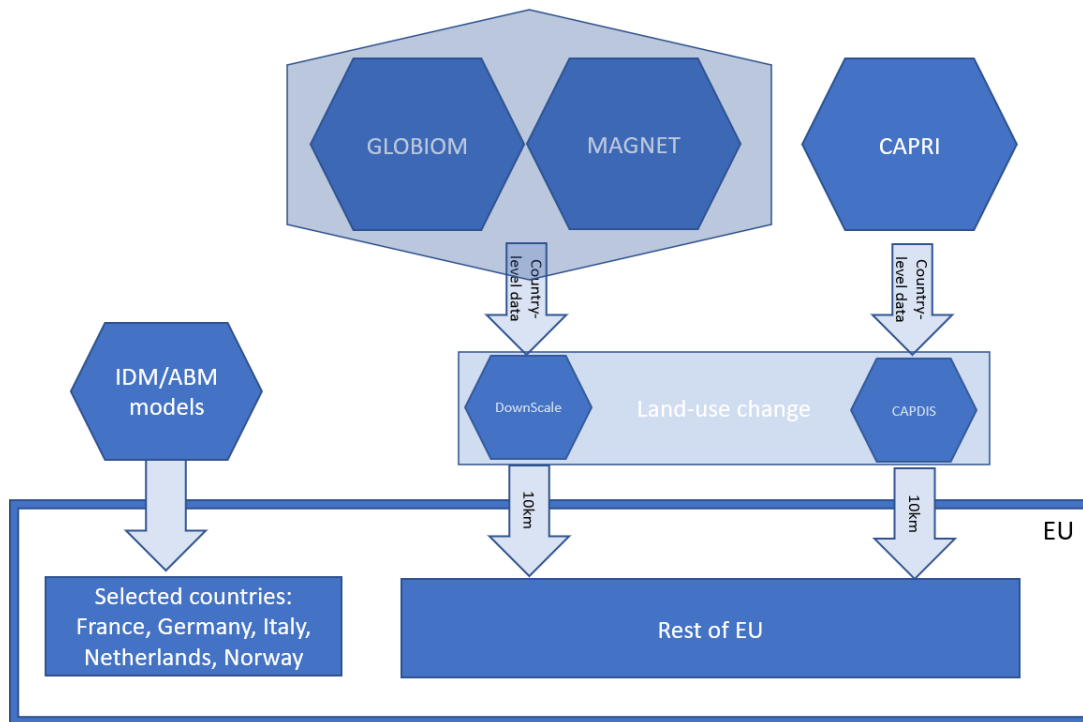 GLOBIOM
MAGNET
CAPRI
Country-
level data
Country-
level data
IDM/ABM
models
DownScale
Land-use change
CAPDIS
10km
10km
EU
Selected countries:
France, Germany, Italy,
Netherlands, Norway
Rest of EU